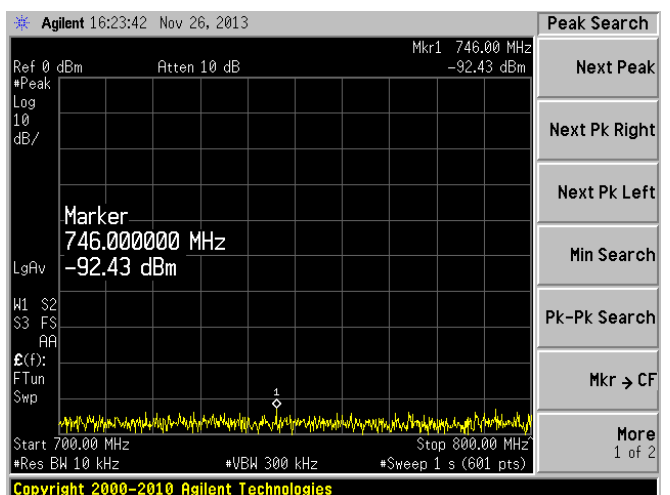 Agilent 16:23:42 Nov 26, 2013
Peak Search
Mkr1 746.00 MHz
Ref 0 dBm Atten 10 dB -92.43 dBm
#Peak
Log
10
dB/
Marker
746.000000 MHz
-92.43 dBm
LgAv
W1 S2
S3 FS
AA
£(f):
FTun
Swp
1
Start 700.00 MHz Stop 800.00 MHz^
#Res BW 10 kHz #VBW 300 kHz #Sweep 1 s (601 pts)
Copyright 2000-2010 Agilent Technologies
Next Peak
Next Pk Right
Next Pk Left
Min Search
Pk-Pk Search
Mkr → CF
More
1 of 2